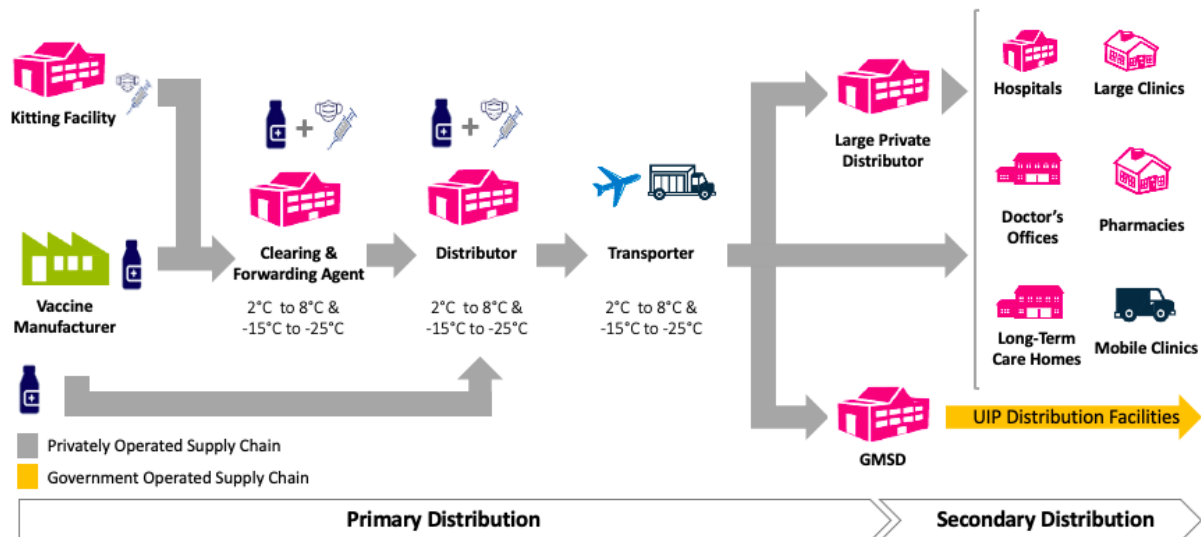 Kitting Facility
Vaccine
Manufacturer
Clearing &
Forwarding Agent
2°C to 8°C &
-15°C to -25°C
Distributor
2°C to 8°C &
-15°C to -25°C
Transporter
2°C to 8°C &
-15°C to -25°C
Large Private
Distributor
GMSD
Hospitals
Large Clinics
Doctor's
Offices
Pharmacies
Long-Term
Care Homes
Mobile Clinics
UIP Distribution Facilities
Privately Operated Supply Chain
Government Operated Supply Chain
Primary Distribution
Secondary Distribution